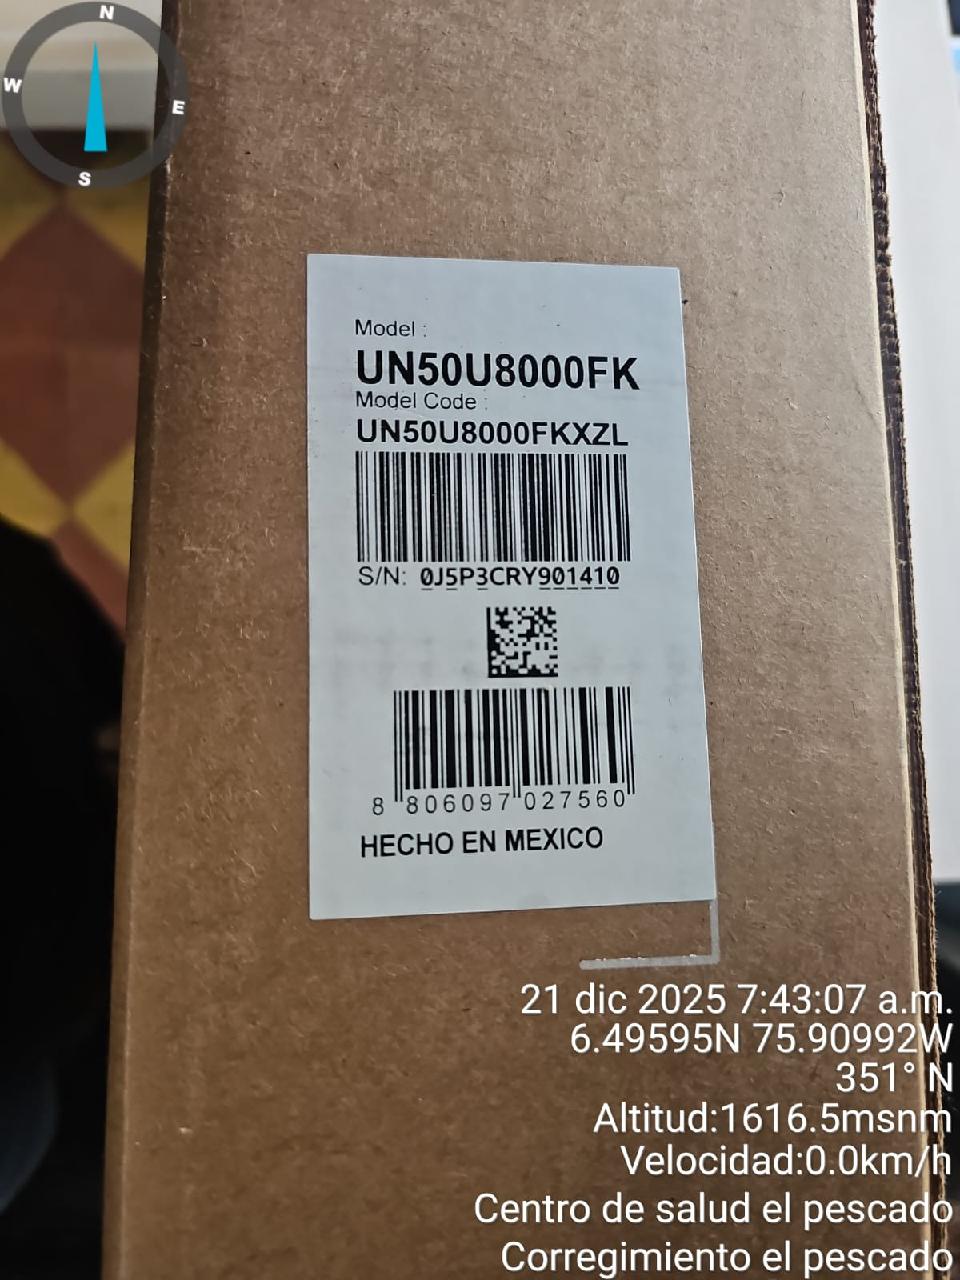 N
W
E
S
Model :
UN50U8000FK
Model Code :
UN50U8000FKXZL
S/N: 0J5P3CRY901410
8 806097 027560
HECHO EN MEXICO
21 dic 2025 7:43:07 a.m.
6.49595N 75.90992W
351° N
Altitud:1616.5msnm
Velocidad:0.0km/h
Centro de salud el pescado
Corregimiento el pescado